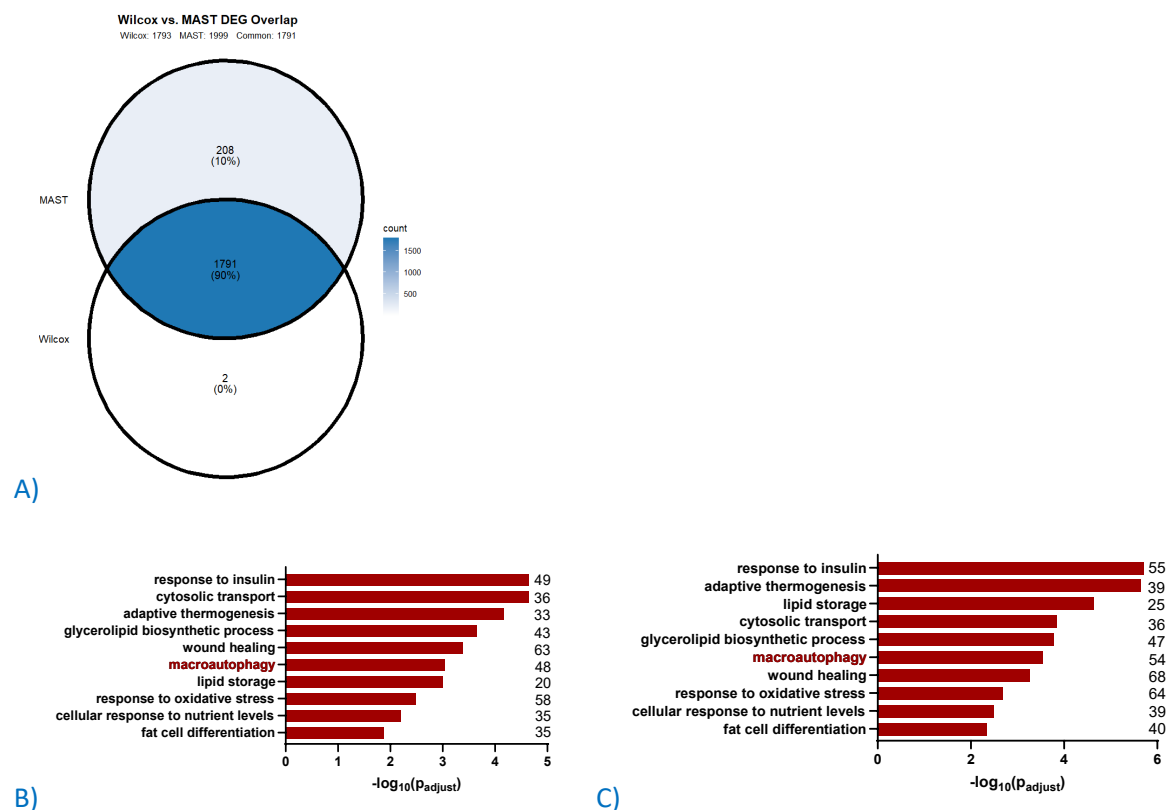 Wilcox vs. MAST DEG Overlap
Wilcox: 1793 MAST: 1999 Common: 1791
208
(10%)
MAST
count
1500
1000
500
1791
(90%)
Wilcox
2
(0%)
A)
response to insulin 49
cytosolic transport 36
adaptive thermogenesis 33
glycerolipid biosynthetic process 43
wound healing 63
macroautophagy 48
lipid storage 20
response to oxidative stress 58
cellular response to nutrient levels 35
fat cell differentiation 35
0 1 2 3 4 5
-log10(padjust)
B)
response to insulin 55
adaptive thermogenesis 39
lipid storage 25
cytosolic transport 36
glycerolipid biosynthetic process 47
macroautophagy 54
wound healing 68
response to oxidative stress 64
cellular response to nutrient levels 39
fat cell differentiation 40
0 2 4 6
-log10(padjust)
C)